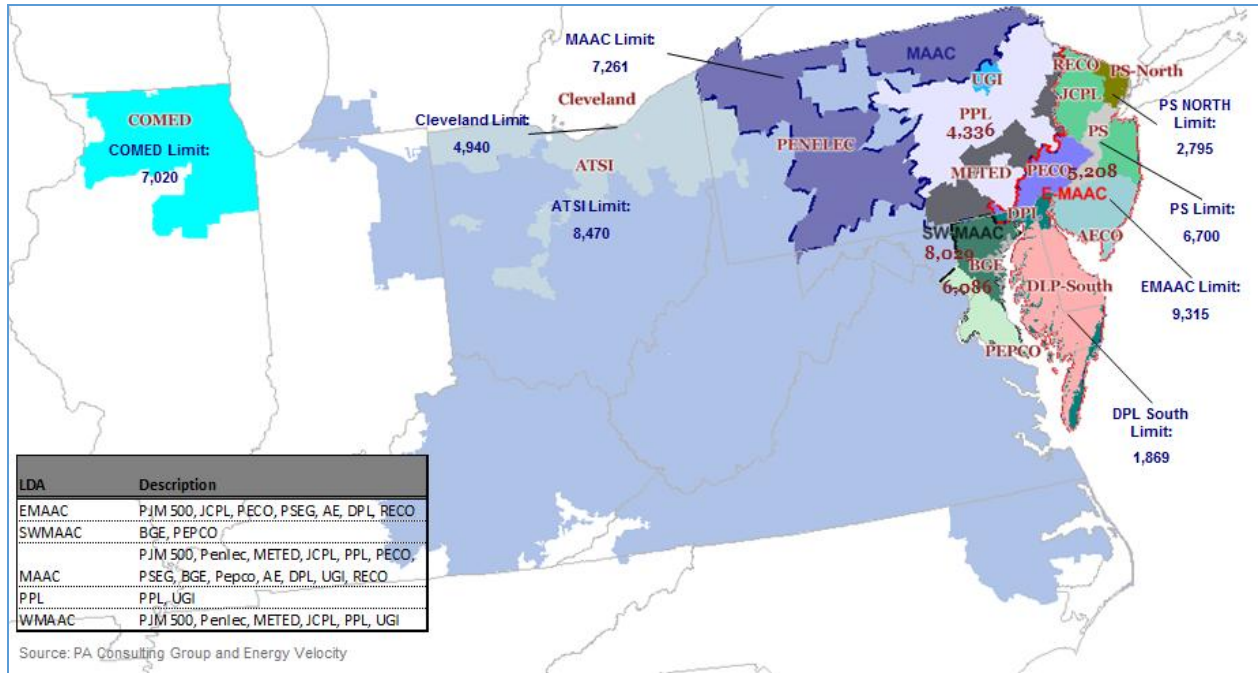 MAAC Limit:
7,261
MAAC
RECO
PS-North
UGI
JCPL
COMED
COMED Limit:
7,020
Cleveland
Cleveland Limit:
4,940
ATSI
ATSI Limit:
8,470
PENELEC
PPL
4,336
METED
PS
PS NORTH
Limit:
2,795
PECO
5,208
E-MAAC
PS Limit:
6,700
DPL
AECO
SW MAAC
8,029
BGE
6,086
DLP-South
EMAAC Limit:
9,315
PEPCO
DPL South
Limit:
1,869
LDA Description
EMAAC PJM 500, JCPL, PECO, PSEG, AE, DPL, RECO
SWMAAC BGE, PEPCO
PJM 500, Penlec, METED, JCPL, PPL, PECO,
MAAC PSEG, BGE, Pepco, AE, DPL, UGI, RECO
PPL PPL, UGI
WMAAC PJM 500, Penlec, METED, JCPL, PPL, UGI
Source: PA Consulting Group and Energy Velocity